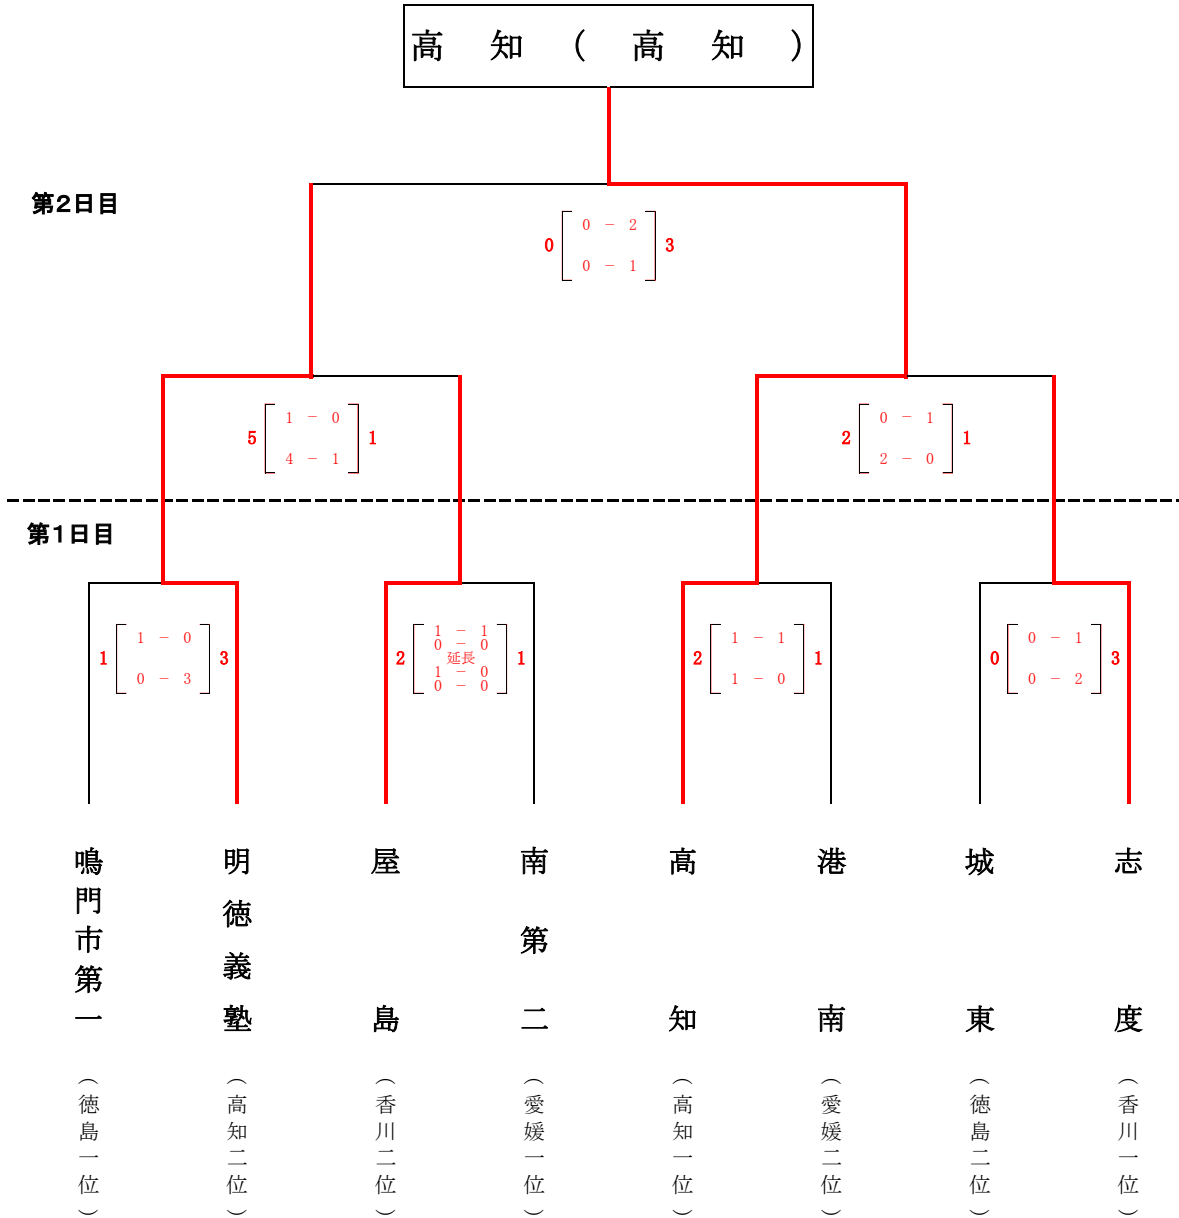 高知(高知)
第2日目
0 - 2
0 3
0 - 1
1 - 0 0 - 1
5 1 2 1
4 - 1 2 - 0
第1日目
1 - 0
1 3
0 - 3
1 - 1
0 - 0
2 延長 1
1 - 0
0 - 0
1 - 1
2 1
1 - 0
0 - 1
0 3
0 - 2
鳴門市第一
(徳島一位)
明徳義塾
(高知二位)
屋島
(香川二位)
南第二
(愛媛一位)
高知
(高知一位)
港南
(愛媛二位)
城東
(徳島二位)
志度
(香川一位)